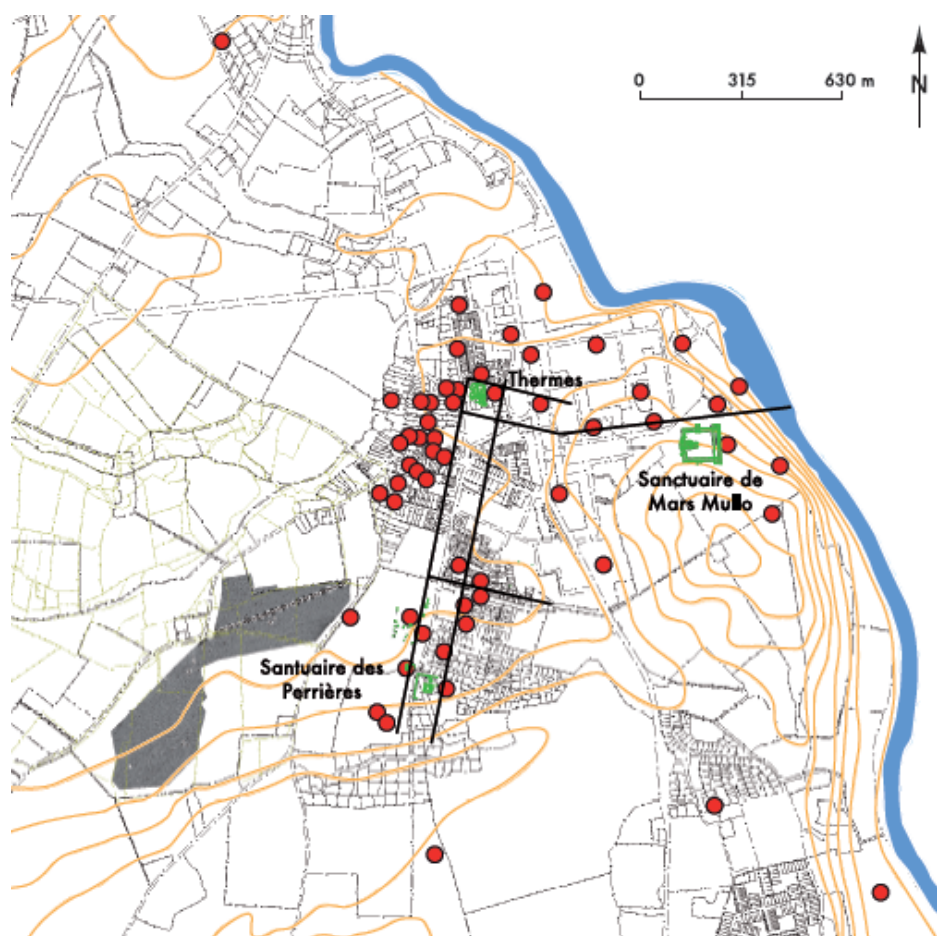 0 315 630 m
N
Thermes
Sanctuaire de
Mars Mullo
Santuaire des
Perrières